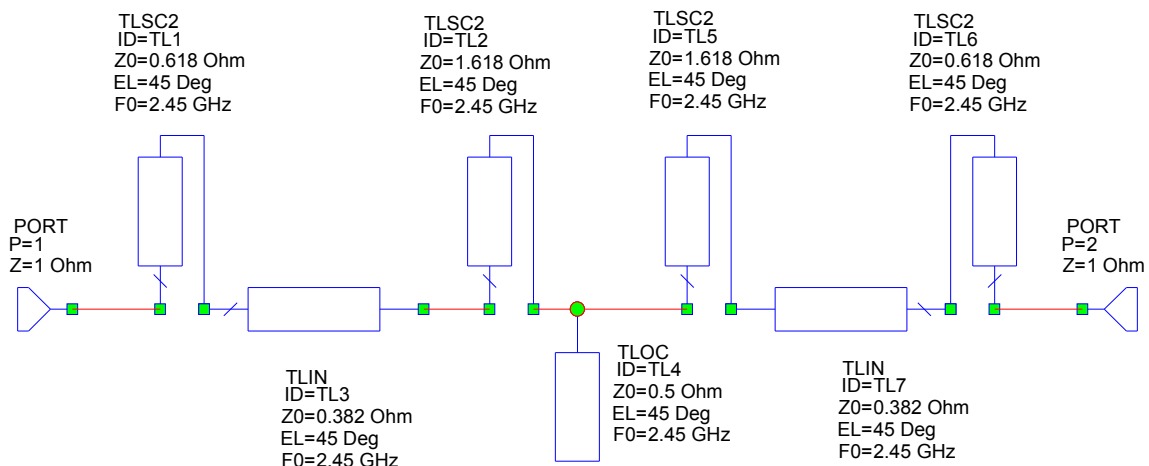 TLSC2
ID=TL1
Z0=0.618 Ohm
EL=45 Deg
F0=2.45 GHz
TLSC2
ID=TL2
Z0=1.618 Ohm
EL=45 Deg
F0=2.45 GHz
TLSC2
ID=TL5
Z0=1.618 Ohm
EL=45 Deg
F0=2.45 GHz
TLSC2
ID=TL6
Z0=0.618 Ohm
EL=45 Deg
F0=2.45 GHz
PORT
P=1
Z=1 Ohm
PORT
P=2
Z=1 Ohm
TLIN
ID=TL3
Z0=0.382 Ohm
EL=45 Deg
F0=2.45 GHz
TLOC
ID=TL4
Z0=0.5 Ohm
EL=45 Deg
F0=2.45 GHz
TLIN
ID=TL7
Z0=0.382 Ohm
EL=45 Deg
F0=2.45 GHz